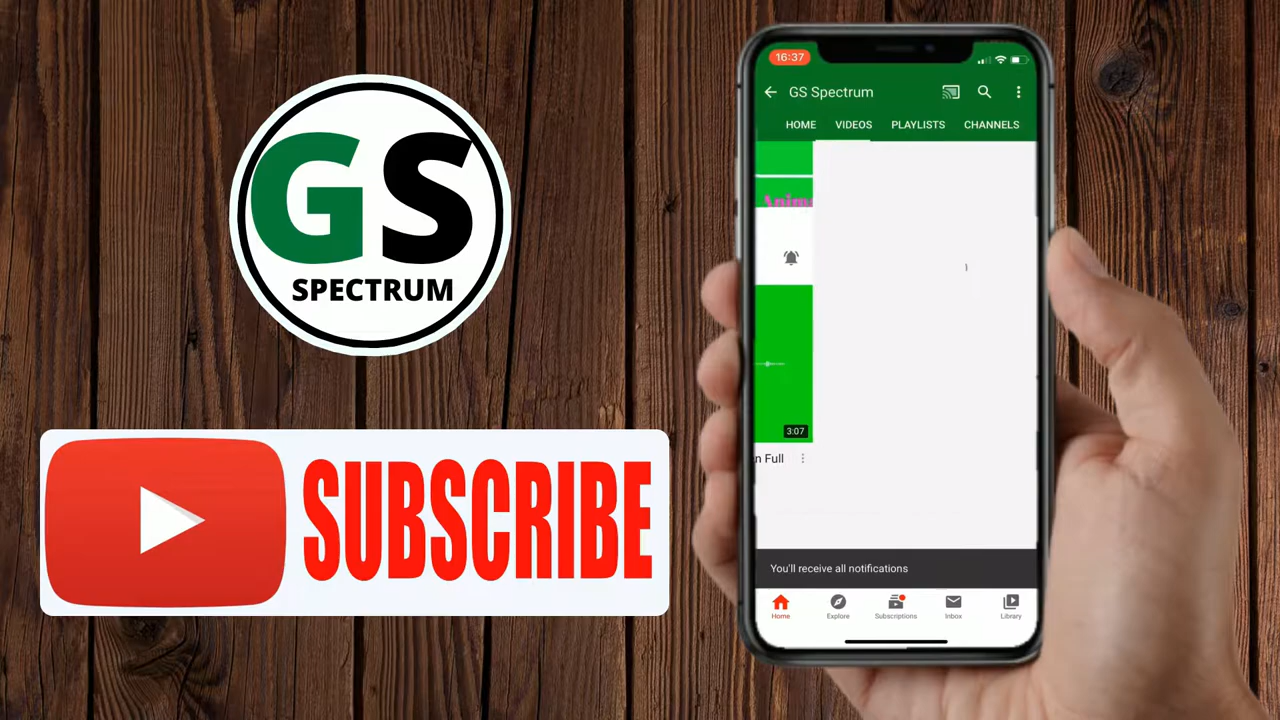 GS
SPECTRUM
SUBSCRIBE
16:37
GS Spectrum
HOME VIDEOS PLAYLISTS CHANNELS
3:07
Full
You'll receive all notifications
Home Explore Subscriptions Inbox Library